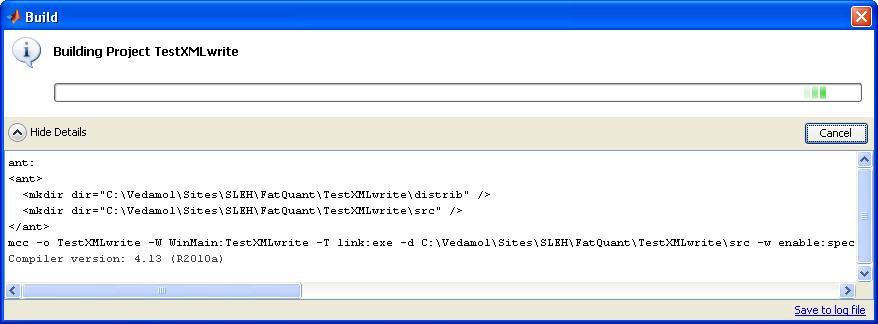 Build
Building Project TestXMLwrite
Hide Details
Cancel
ant:
<ant>
  <mkdir dir="C:\Vedamol\Sites\SLEH\FatQuant\TestXMLwrite\distrib" />
  <mkdir dir="C:\Vedamol\Sites\SLEH\FatQuant\TestXMLwrite\src" />
</ant>
mcc -o TestXMLwrite -W WinMain:TestXMLwrite -T link:exe -d C:\Vedamol\Sites\SLEH\FatQuant\TestXMLwrite\src -w enable:spec
Compiler version: 4.13 (R2010a)
Save to log file